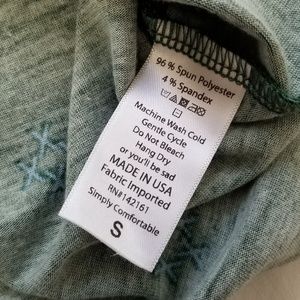 96 % Spun Polyester
4 % Spandex
Machine Wash Cold
Gentle Cycle
Do Not Bleach
Hang Dry
or you'll be sad
MADE IN USA
Fabric Imported
RN#142161
Simply Comfortable
S